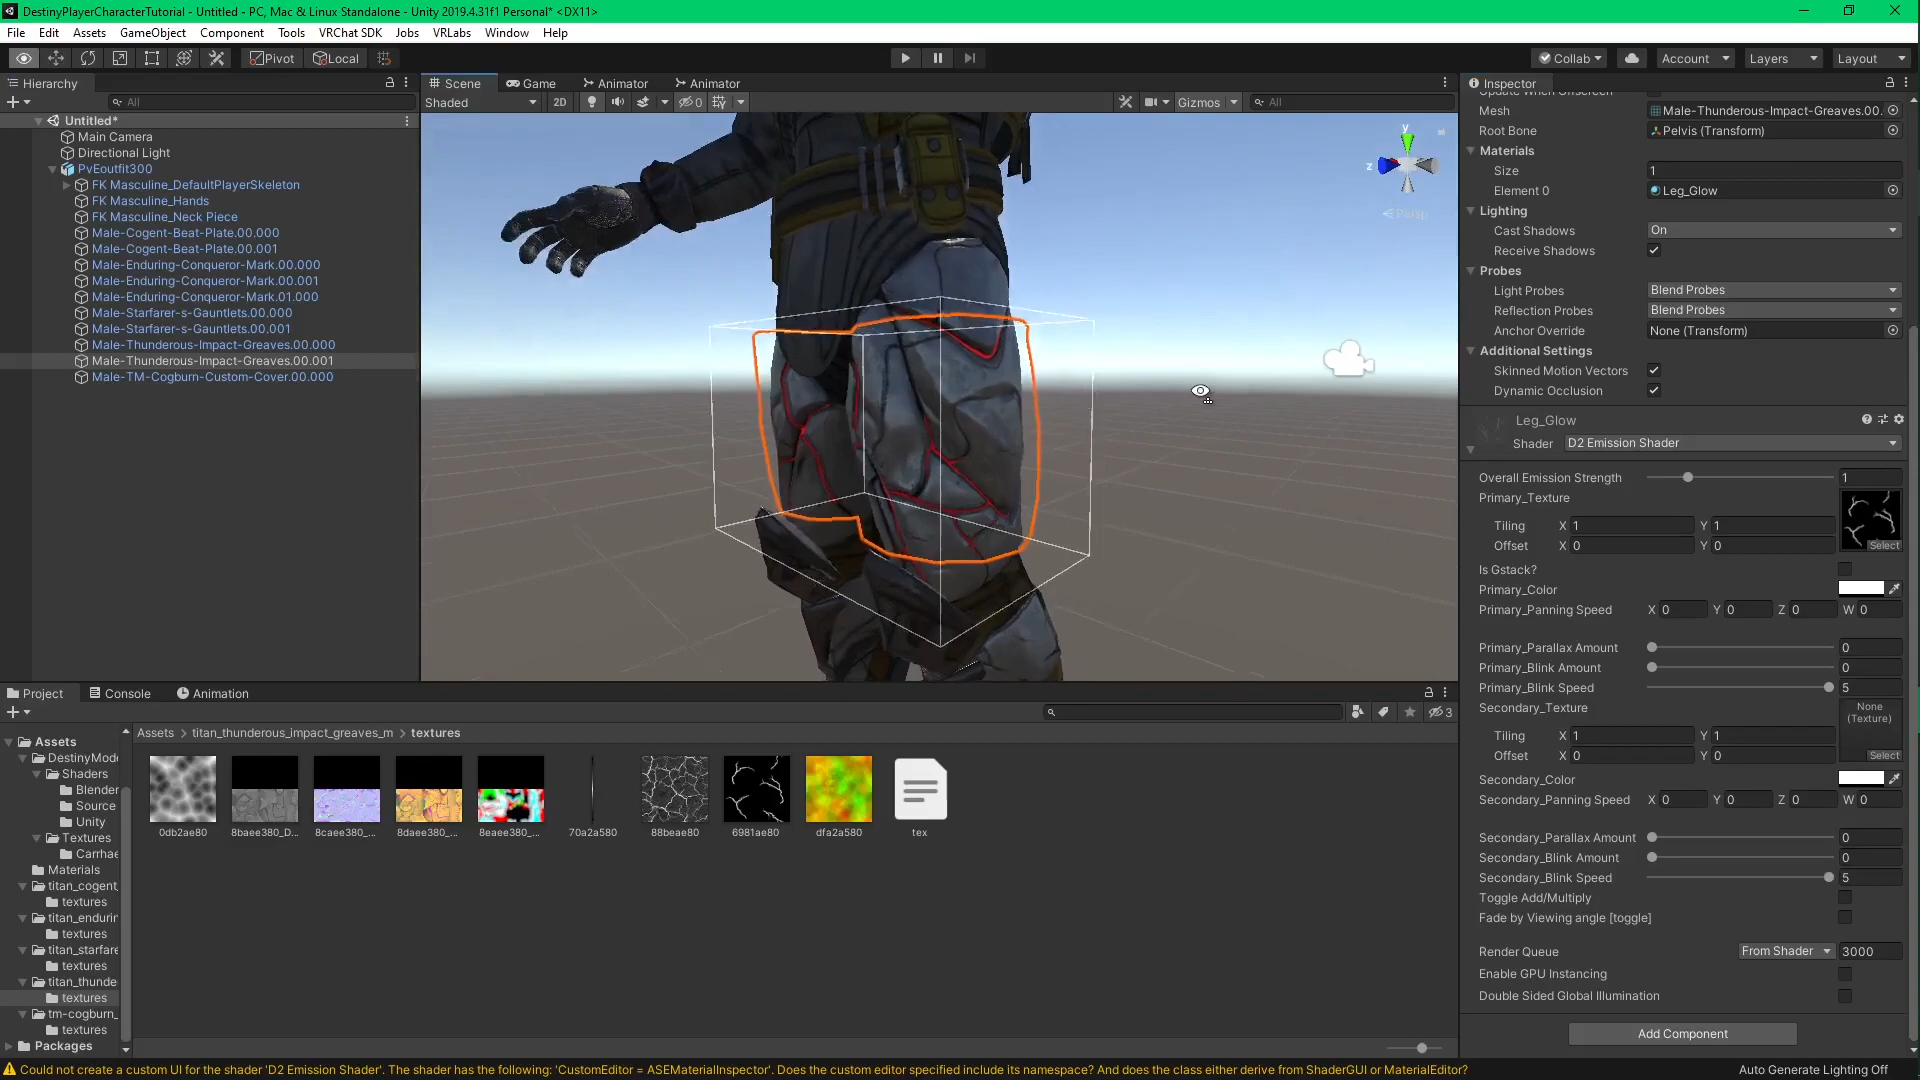 DestinyPlayerCharacterTutorial - Untitled - PC, Mac & Linux Standalone - Unity 2019.4.31f1 Personal* <DX11>
File Edit Assets GameObject Component Tools VRChat SDK Jobs VRLabs Window Help
Pivot Local Collab Account Layers Layout
Hierarchy
All
Untitled*
Main Camera
Directional Light
PvEoutfit300
FK Masculine_DefaultPlayerSkeleton
FK Masculine_Hands
FK Masculine_Neck Piece
Male-Cogent-Beat-Plate.00.000
Male-Cogent-Beat-Plate.00.001
Male-Enduring-Conqueror-Mark.00.000
Male-Enduring-Conqueror-Mark.00.001
Male-Enduring-Conqueror-Mark.01.000
Male-Starfarer-s-Gauntlets.00.000
Male-Starfarer-s-Gauntlets.00.001
Male-Thunderous-Impact-Greaves.00.000
Male-Thunderous-Impact-Greaves.00.001
Male-TM-Cogburn-Custom-Cover.00.000
Scene Game Animator Animator
Shaded 2D 0 Gizmos All
y
z
Persp
Inspector
Update When Offscreen
Mesh Male-Thunderous-Impact-Greaves.00.
Root Bone Pelvis (Transform)
Materials
Size 1
Element 0 Leg_Glow
Lighting
Cast Shadows On
Receive Shadows
Probes
Light Probes Blend Probes
Reflection Probes Blend Probes
Anchor Override None (Transform)
Additional Settings
Skinned Motion Vectors
Dynamic Occlusion
Leg_Glow
Shader D2 Emission Shader
Overall Emission Strength 1
Primary_Texture
Tiling X 1 Y 1
Offset X 0 Y 0 Select
Is Gstack?
Primary_Color
Primary_Panning Speed X 0 Y 0 Z 0 W 0
Primary_Parallax Amount 0
Primary_Blink Amount 0
Primary_Blink Speed 5
Secondary_Texture None (Texture)
Tiling X 1 Y 1
Offset X 0 Y 0 Select
Secondary_Color
Secondary_Panning Speed X 0 Y 0 Z 0 W 0
Secondary_Parallax Amount 0
Secondary_Blink Amount 0
Secondary_Blink Speed 5
Toggle Add/Multiply
Fade by Viewing angle [toggle]
Render Queue From Shader 3000
Enable GPU Instancing
Double Sided Global Illumination
Add Component
Project Console Animation
3
Assets
DestinyMode
Shaders
Blender
Source
Unity
Textures
Carrhae
Materials
titan_cogent_
textures
titan_endurin
textures
titan_starfare
textures
titan_thunde
textures
tm-cogburn_
textures
Packages
Assets > titan_thunderous_impact_greaves_m > textures
0db2ae80 8baee380_D... 8caee380_... 8daee380_... 8eaee380_... 70a2a580 88beae80 6981ae80 dfa2a580 tex
Could not create a custom UI for the shader 'D2 Emission Shader'. The shader has the following: 'CustomEditor = ASEMaterialInspector'. Does the custom editor specified include its namespace? And does the class either derive from ShaderGUI or MaterialEditor?
Auto Generate Lighting Off